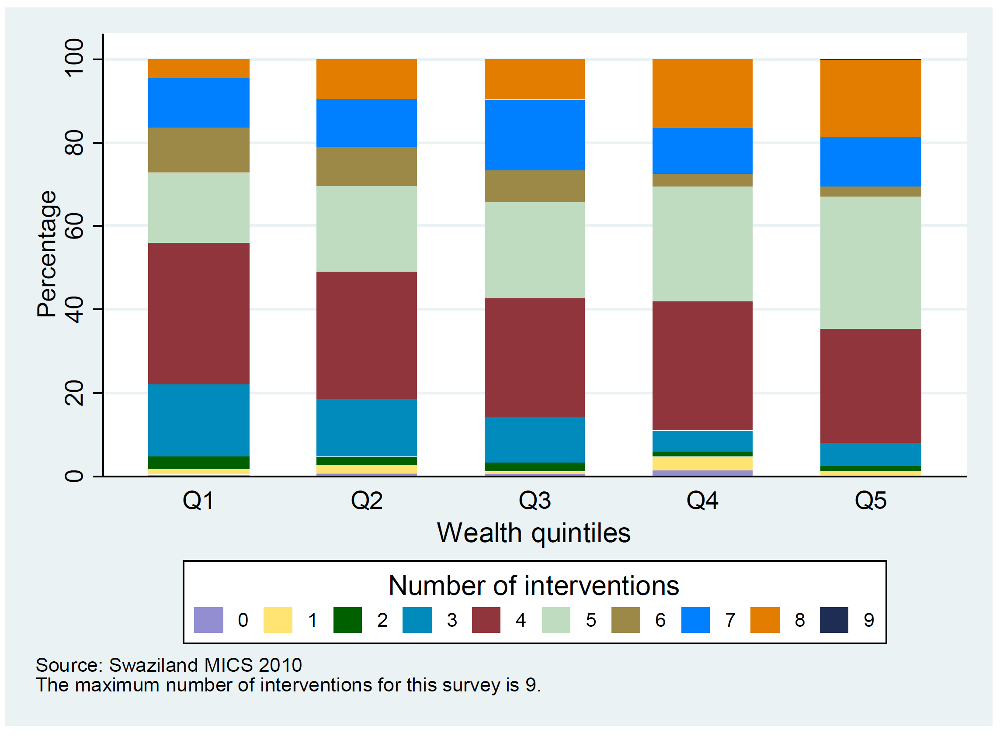 100
80
60
40
20
0
Percentage
Q1 Q2 Q3 Q4 Q5
Wealth quintiles
Number of interventions
0 1 2 3 4 5 6 7 8 9
Source: Swaziland MICS 2010
The maximum number of interventions for this survey is 9.